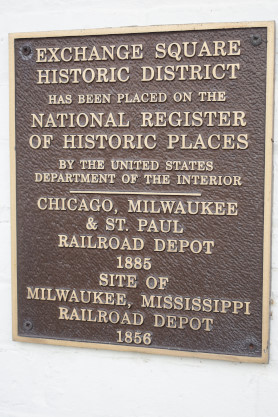 EXCHANGE SQUARE
HISTORIC DISTRICT
HAS BEEN PLACED ON THE
NATIONAL REGISTER
OF HISTORIC PLACES
BY THE UNITED STATES
DEPARTMENT OF THE INTERIOR
CHICAGO, MILWAUKEE
& ST. PAUL
RAILROAD DEPOT
1885
SITE OF
MILWAUKEE, MISSISSIPPI
RAILROAD DEPOT
1856